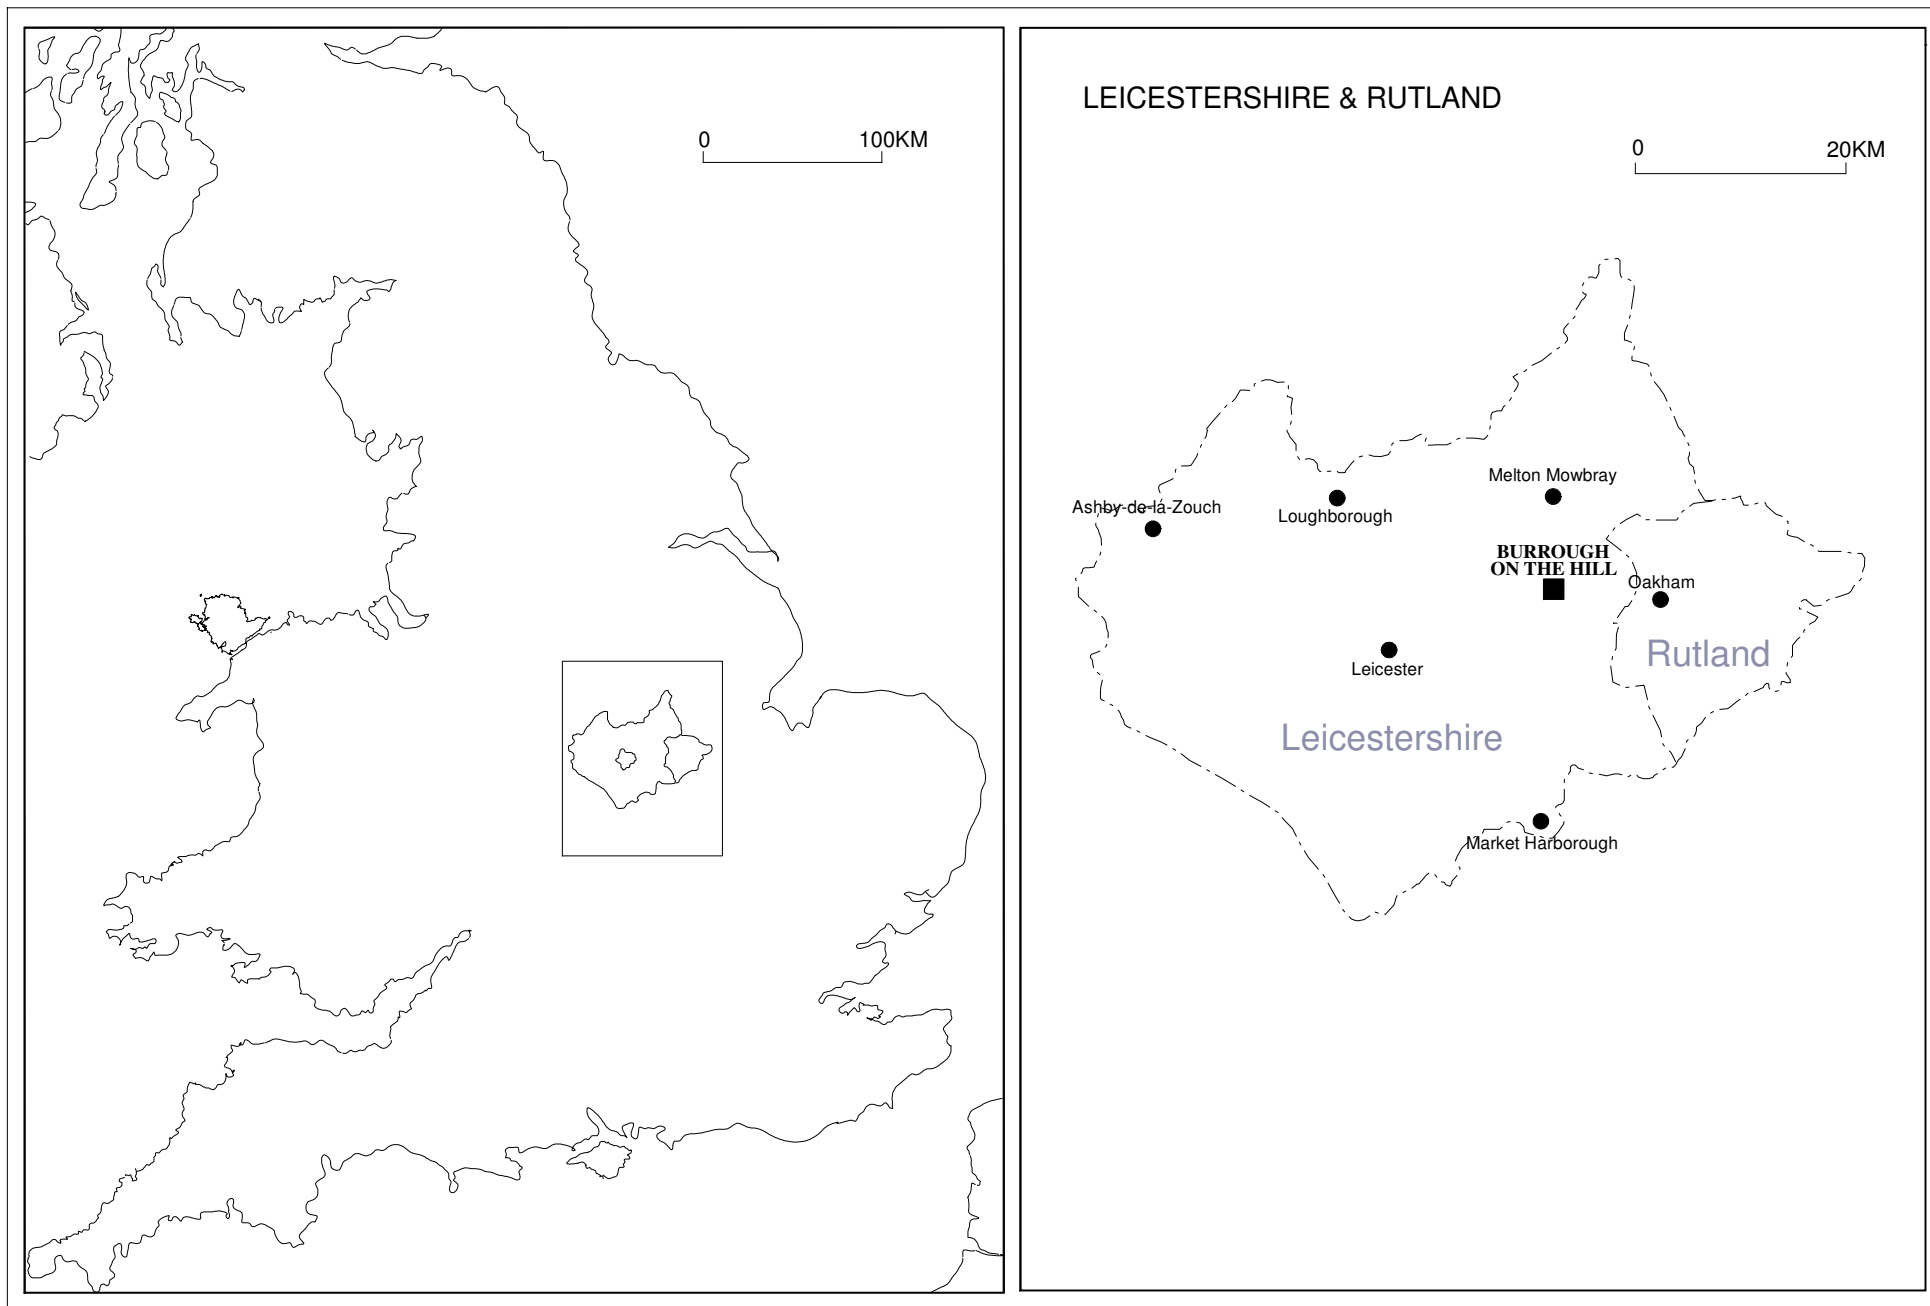 0 100KM
LEICESTERSHIRE & RUTLAND
0 20KM
Melton Mowbray
Ashby-de-la-Zouch
Loughborough
BURROUGH
ON THE HILL
Oakham
Rutland
Leicester
Leicestershire
Market Harborough